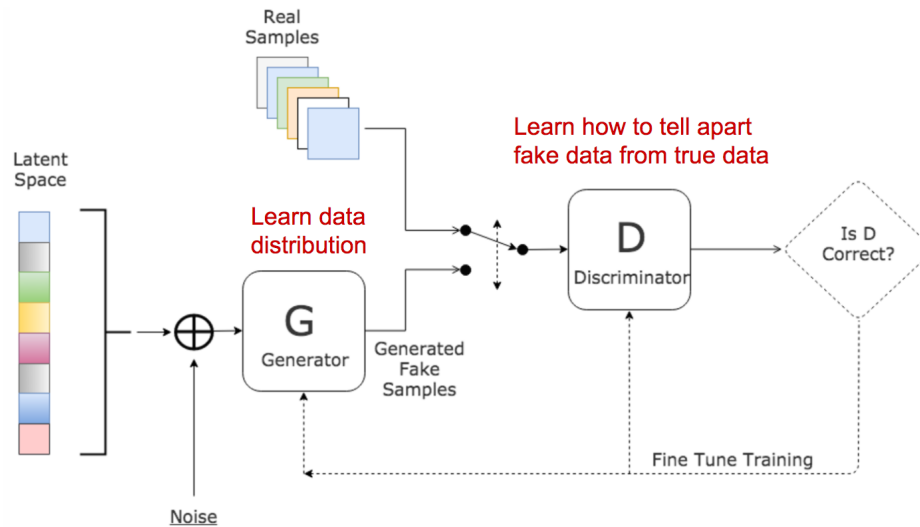 Real
Samples
Learn how to tell apart
fake data from true data
Latent
Space
Learn data
distribution
Is D
Correct?
D
Discriminator
G
Generator
Generated
Fake
Samples
Fine Tune Training
Noise